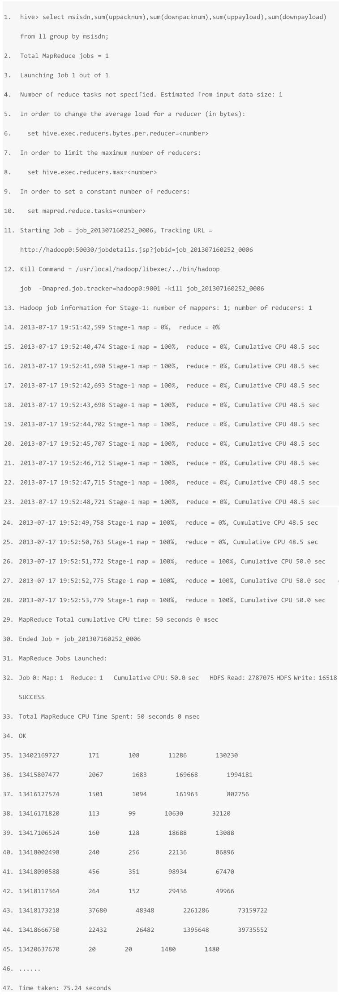 1. hive> select msisdn,sum(uppacknum),sum(downpacknum),sum(uppayload),sum(downpayload)
from ll group by msisdn;
2. Total MapReduce jobs = 1
3. Launching Job 1 out of 1
4. Number of reduce tasks not specified. Estimated from input data size: 1
5. In order to change the average load for a reducer (in bytes):
6. set hive.exec.reducers.bytes.per.reducer=<number>
7. In order to limit the maximum number of reducers:
8. set hive.exec.reducers.max=<number>
9. In order to set a constant number of reducers:
10. set mapred.reduce.tasks=<number>
11. Starting Job = job_201307160252_0006, Tracking URL =
http://hadoop0:50030/jobdetails.jsp?jobid=job_201307160252_0006
12. Kill Command = /usr/local/hadoop/libexec/../bin/hadoop
job  -Dmapred.job.tracker=hadoop0:9001 -kill job_201307160252_0006
13. Hadoop job information for Stage-1: number of mappers: 1; number of reducers: 1
14. 2013-07-17 19:51:42,599 Stage-1 map = 0%,  reduce = 0%
15. 2013-07-17 19:52:40,474 Stage-1 map = 100%,  reduce = 0%, Cumulative CPU 48.5 sec
16. 2013-07-17 19:52:41,690 Stage-1 map = 100%,  reduce = 0%, Cumulative CPU 48.5 sec
17. 2013-07-17 19:52:42,693 Stage-1 map = 100%,  reduce = 0%, Cumulative CPU 48.5 sec
18. 2013-07-17 19:52:43,698 Stage-1 map = 100%,  reduce = 0%, Cumulative CPU 48.5 sec
19. 2013-07-17 19:52:44,702 Stage-1 map = 100%,  reduce = 0%, Cumulative CPU 48.5 sec
20. 2013-07-17 19:52:45,707 Stage-1 map = 100%,  reduce = 0%, Cumulative CPU 48.5 sec
21. 2013-07-17 19:52:46,712 Stage-1 map = 100%,  reduce = 0%, Cumulative CPU 48.5 sec
22. 2013-07-17 19:52:47,715 Stage-1 map = 100%,  reduce = 0%, Cumulative CPU 48.5 sec
23. 2013-07-17 19:52:48,721 Stage-1 map = 100%,  reduce = 0%, Cumulative CPU 48.5 sec
24. 2013-07-17 19:52:49,758 Stage-1 map = 100%,  reduce = 0%, Cumulative CPU 48.5 sec
25. 2013-07-17 19:52:50,763 Stage-1 map = 100%,  reduce = 0%, Cumulative CPU 48.5 sec
26. 2013-07-17 19:52:51,772 Stage-1 map = 100%,  reduce = 100%, Cumulative CPU 50.0 sec
27. 2013-07-17 19:52:52,775 Stage-1 map = 100%,  reduce = 100%, Cumulative CPU 50.0 sec
28. 2013-07-17 19:52:53,779 Stage-1 map = 100%,  reduce = 100%, Cumulative CPU 50.0 sec
29. MapReduce Total cumulative CPU time: 50 seconds 0 msec
30. Ended Job = job_201307160252_0006
31. MapReduce Jobs Launched:
32. Job 0: Map: 1  Reduce: 1   Cumulative CPU: 50.0 sec   HDFS Read: 2787075 HDFS Write: 16518
SUCCESS
33. Total MapReduce CPU Time Spent: 50 seconds 0 msec
34. OK
35. 13402169727 171 108 11286 130230
36. 13415807477 2067 1683 169668 1994181
37. 13416127574 1501 1094 161963 802756
38. 13416171820 113 99 10630 32120
39. 13417106524 160 128 18688 13088
40. 13418002498 240 256 22136 86896
41. 13418090588 456 351 98934 67470
42. 13418117364 264 152 29436 49966
43. 13418173218 37680 48348 2261286 73159722
44. 13418666750 22432 26482 1395648 39735552
45. 13420637670 20 20 1480 1480
46. ......
47. Time taken: 75.24 seconds